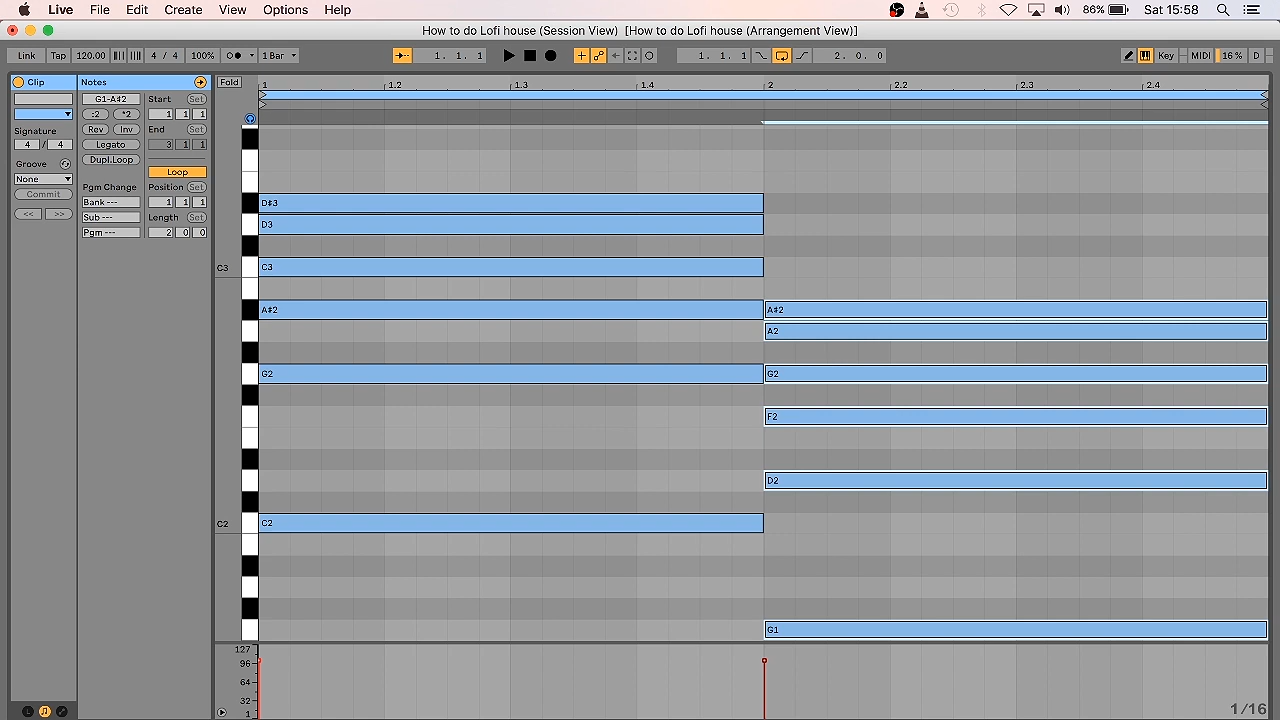 Live File Edit Create View Options Help 86% Sat 15:58
How to do Lofi house (Session View) [How to do Lofi house (Arrangement View)]
Link Tap 120.00 4 / 4 100% 1 Bar 1. 1. 1 1. 1. 1 2. 0. 0 Key MIDI 16 % D
Clip Notes Fold 1 1.2 1.3 1.4 2 2.2 2.3 2.4
G1-A#2 Start Set
:2 *2 1 1 1
Signature Rev Inv End Set
4 / 4 Legato 3 1 1
Groove Dupl.Loop
None Loop
Commit Pgm Change Position Set
<< >> Bank --- 1 1 1
Sub --- Length Set
Pgm --- 2 0 0
D#3
D3
C3 C3
A#2 A#2
A2
G2 G2
F2
D2
C2 C2
G1
127
96
64
32
1
1/16